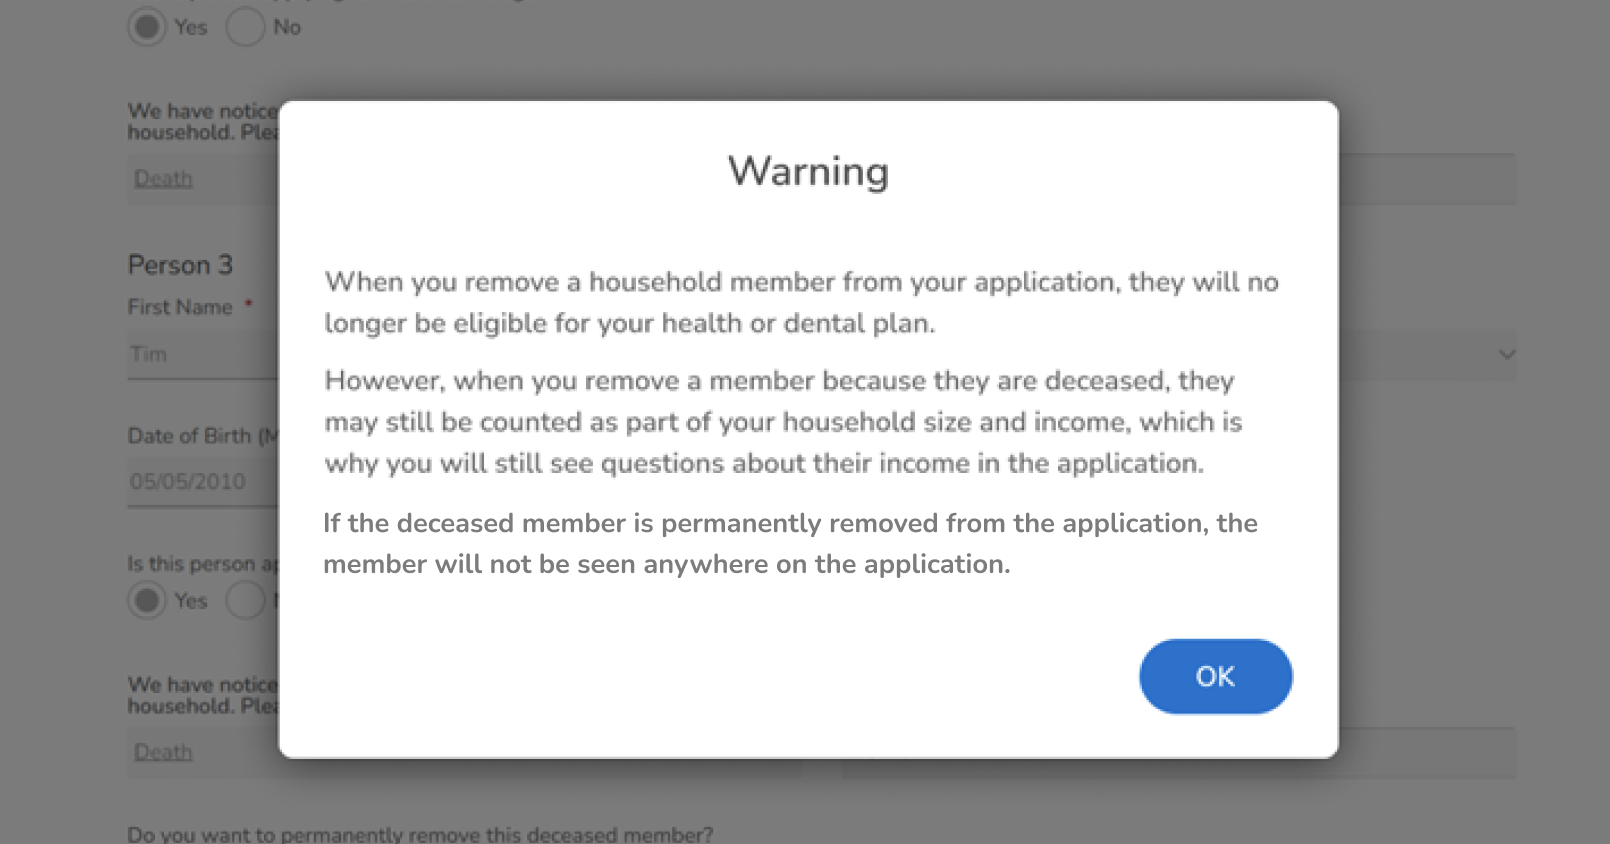 Yes No
We have notice
household. Plea
Death
Warning
Person 3
First Name *
Tim
When you remove a household member from your application, they will no
longer be eligible for your health or dental plan.
However, when you remove a member because they are deceased, they
may still be counted as part of your household size and income, which is
why you will still see questions about their income in the application.
If the deceased member is permanently removed from the application, the
member will not be seen anywhere on the application.
OK
Date of Birth (M
05/05/2010
Is this person ap
Yes
We have notice
household. Plea
Death
Do you want to permanently remove this deceased member?